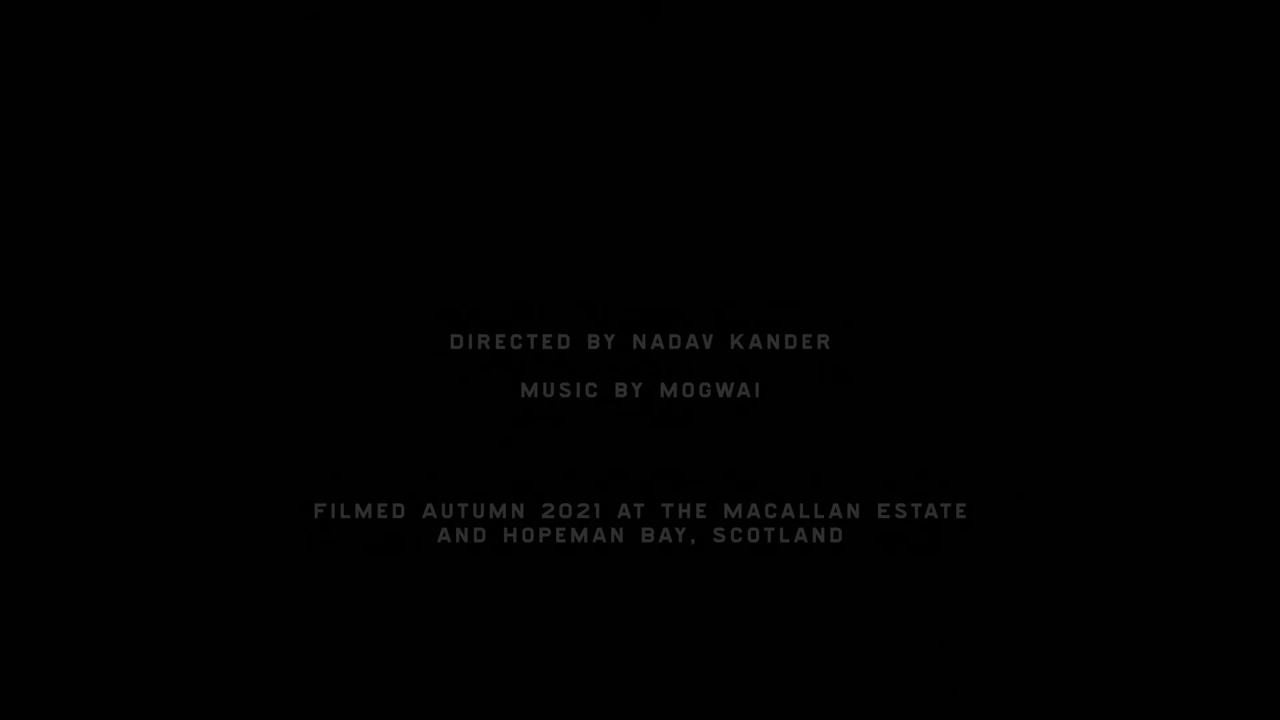 DIRECTED BY NADAV KANDER
MUSIC BY MOGWAI
FILMED AUTUMN 2021 AT THE MACALLAN ESTATE
AND HOPEMAN BAY, SCOTLAND